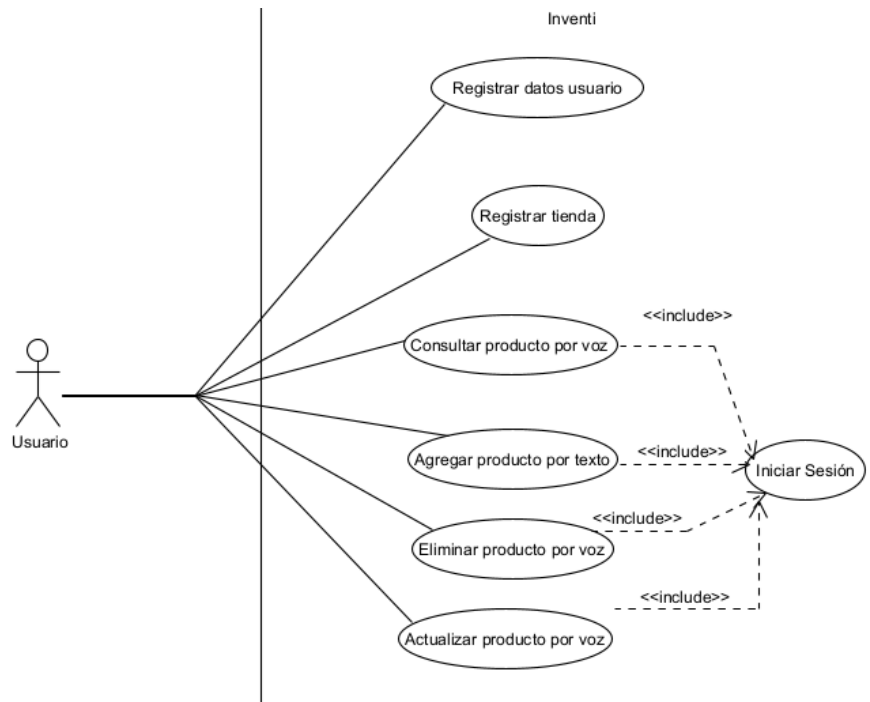 Inventi
Registrar datos usuario
Registrar tienda
<<include>>
Consultar producto por voz
<<include>>
Agregar producto por texto
Iniciar Sesión
Usuario
<<include>>
Eliminar producto por voz
<<include>>
Actualizar producto por voz